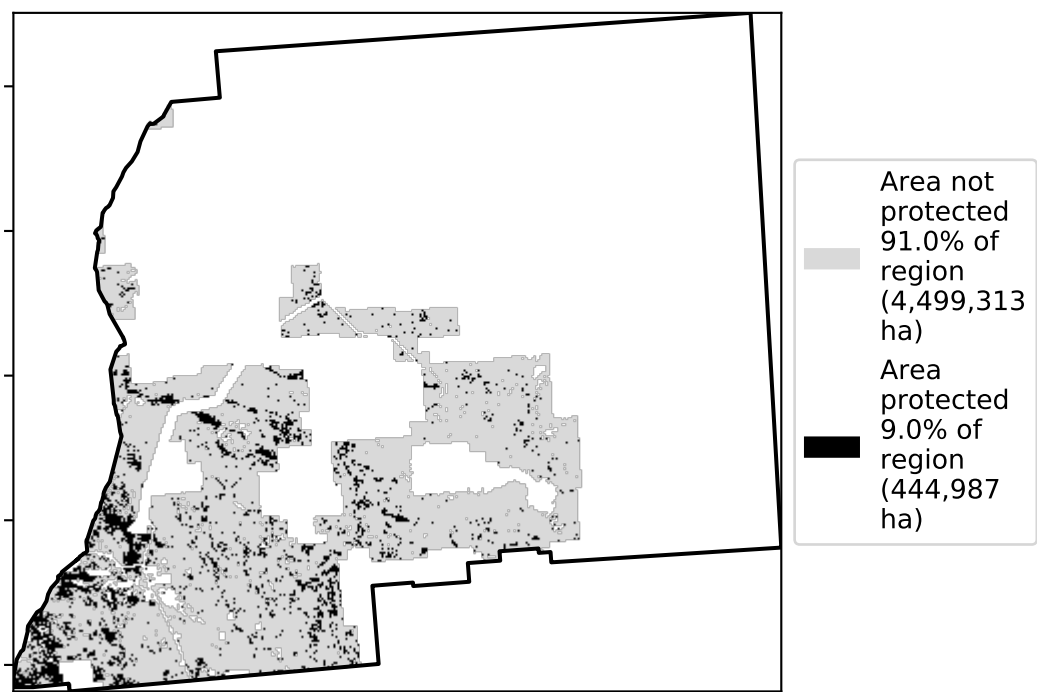 Area not
protected
91.0% of
region
(4,499,313
ha)
Area
protected
9.0% of
region
(444,987
ha)